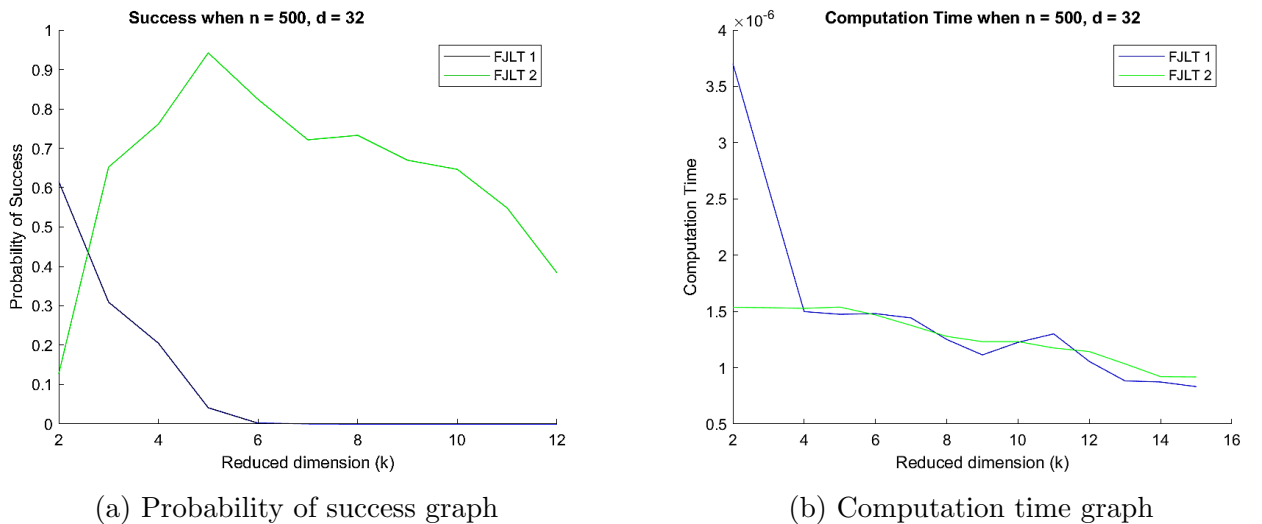 Success when n = 500, d = 32
1
0.9
0.8
0.7
0.6
0.5
0.4
0.3
0.2
0.1
0
Probability of Success
FJLT 1
FJLT 2
2
4
6
8
10
12
Reduced dimension (k)
(a) Probability of success graph
Computation Time when n = 500, d = 32
×10⁻⁶
4
3.5
3
2.5
2
1.5
1
0.5
Computation Time
FJLT 1
FJLT 2
2
4
6
8
10
12
14
16
Reduced dimension (k)
(b) Computation time graph